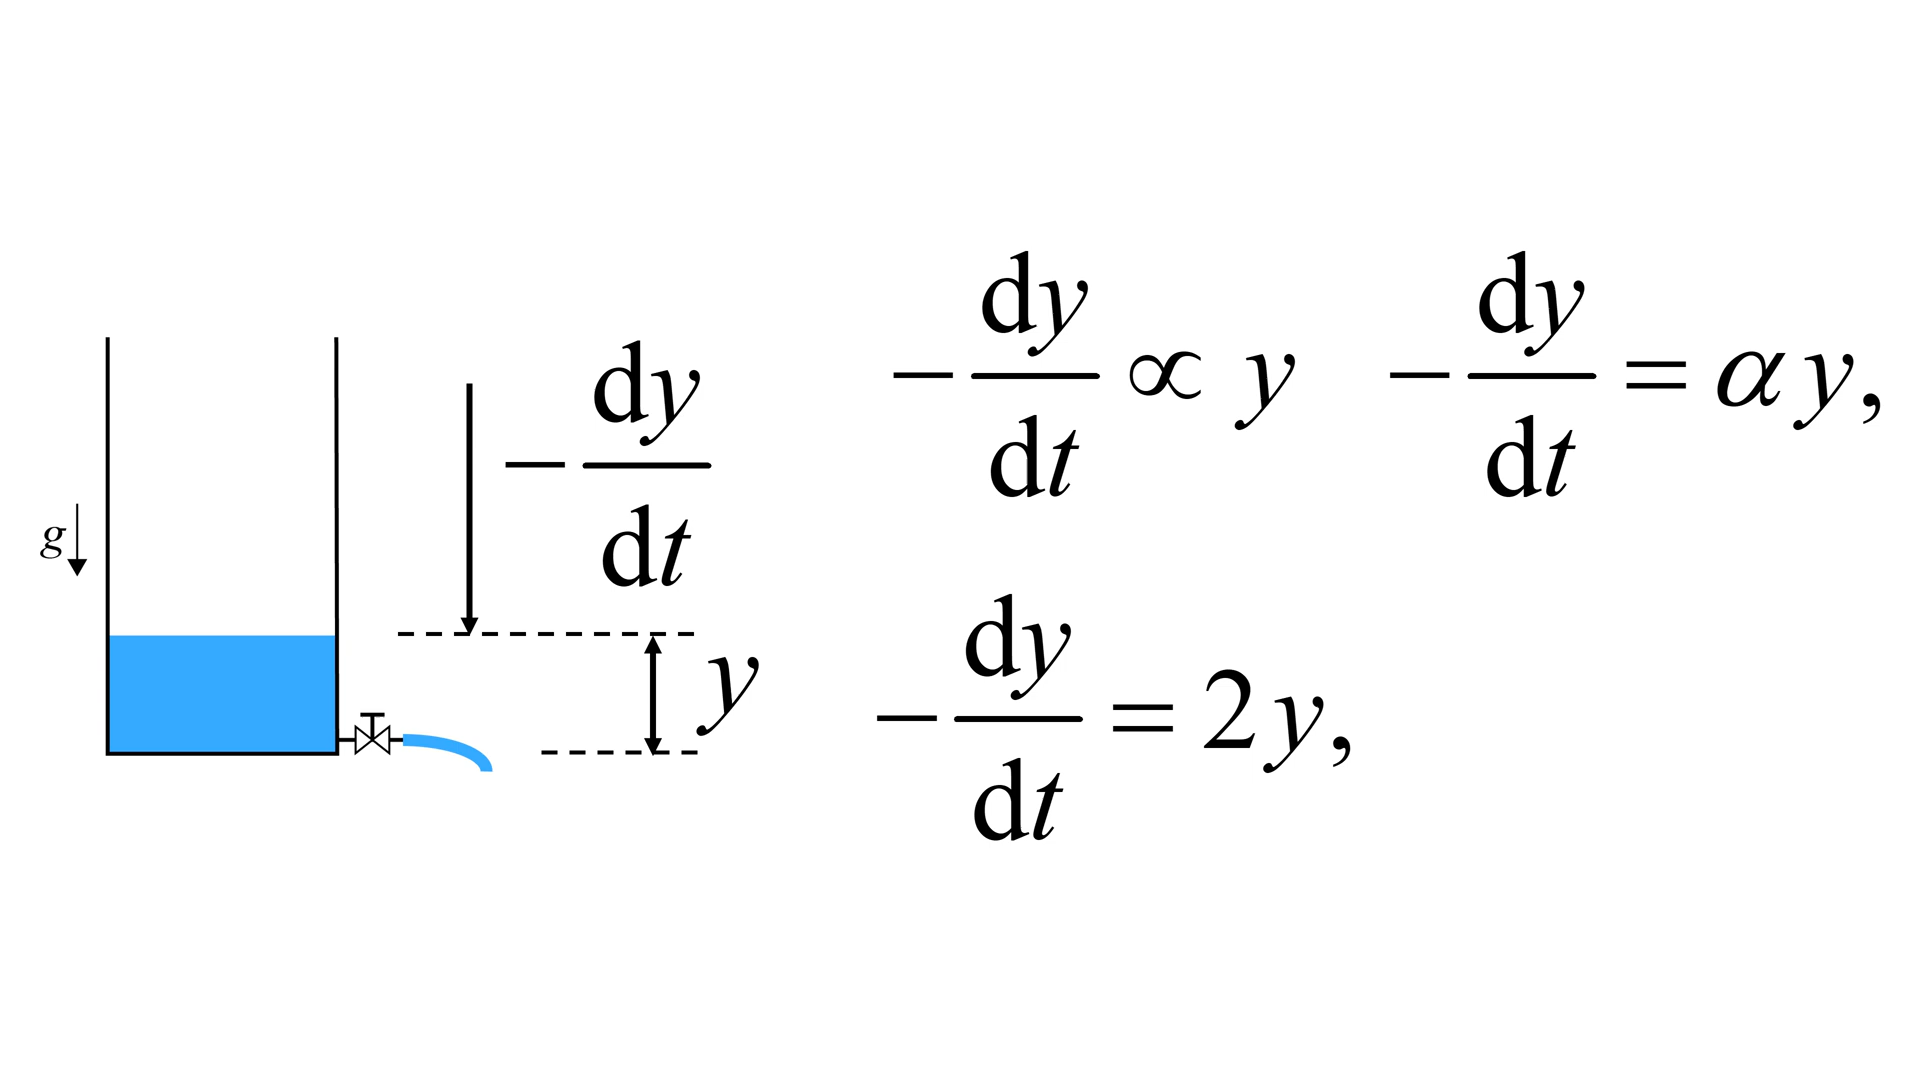 g
−dy/dt
y
−dy/dt ∝ y
−dy/dt = αy,
−dy/dt = 2y,